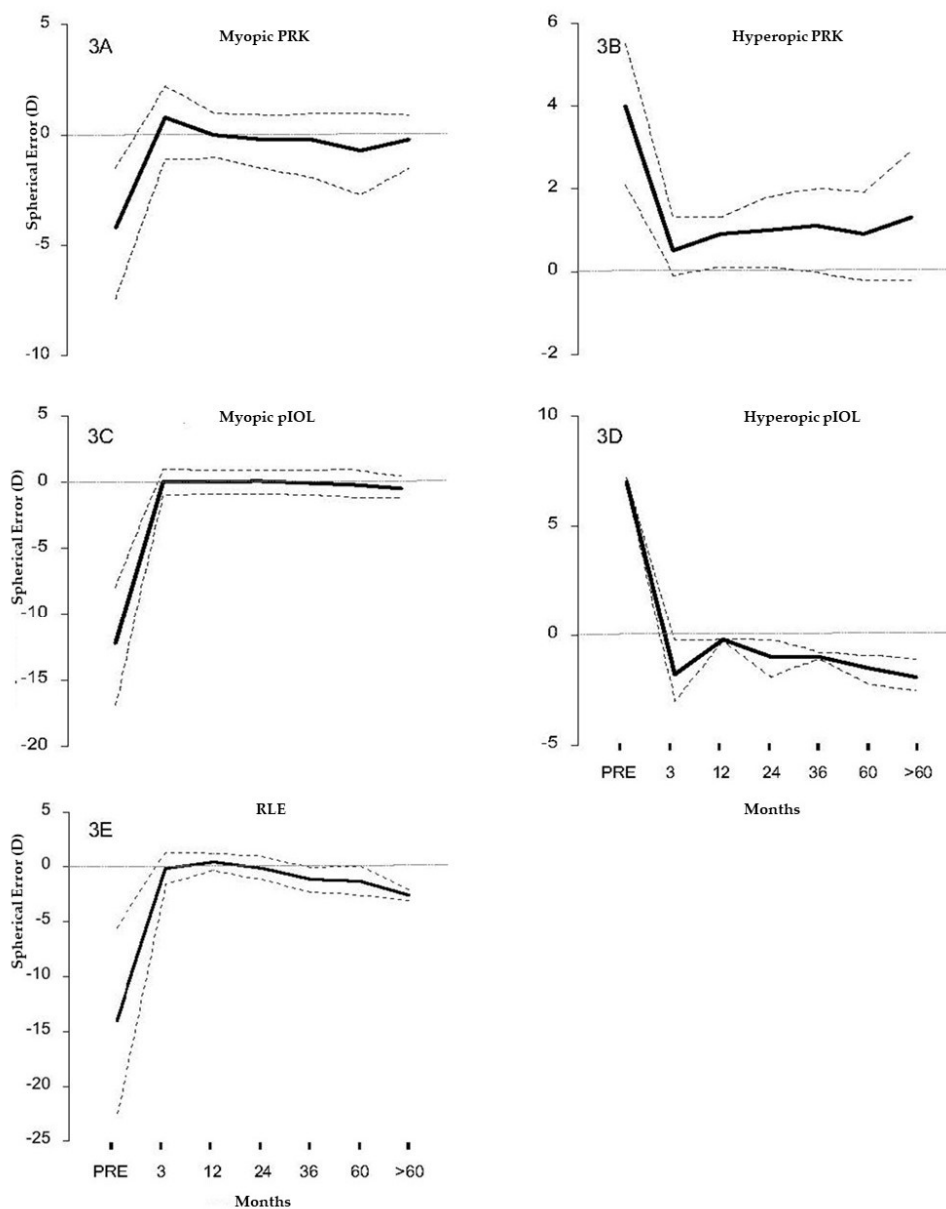 3A
Myopic PRK
Spherical Error (D)
5
0
-5
-10
3B
Hyperopic PRK
6
4
2
0
-2
3C
Myopic pIOL
Spherical Error (D)
5
0
-5
-10
-15
-20
3D
Hyperopic pIOL
10
5
0
-5
PRE 3 12 24 36 60 >60
Months
3E
RLE
Spherical Error (D)
5
0
-5
-10
-15
-20
-25
PRE 3 12 24 36 60 >60
Months